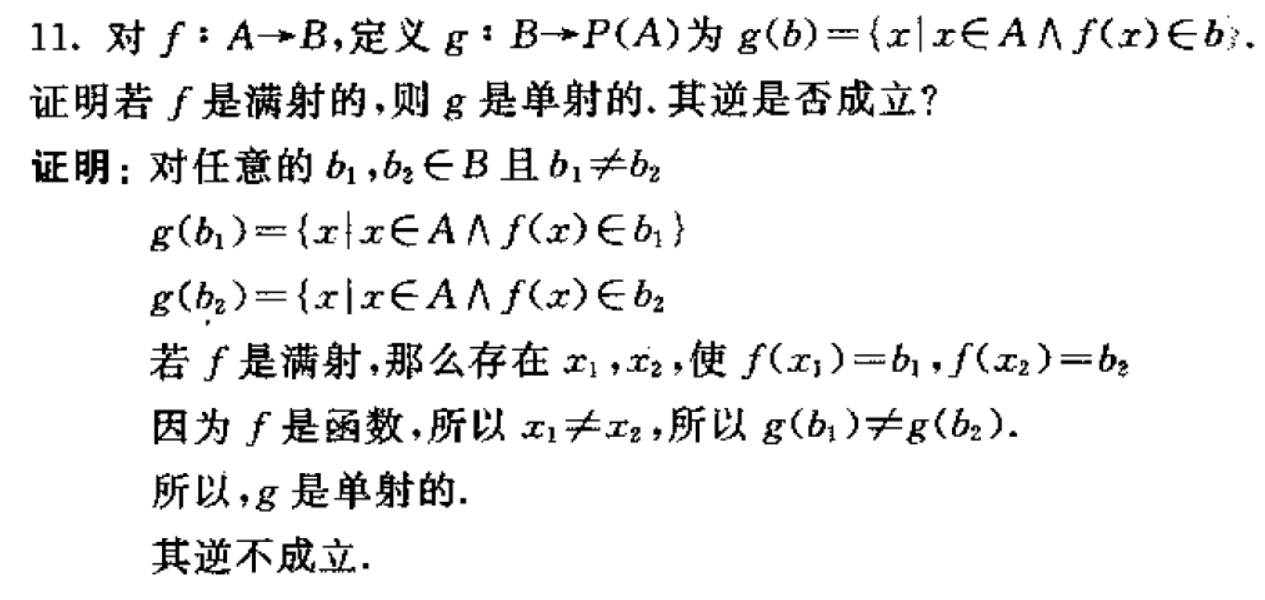 11. 对 f：A→B,定义 g：B→P(A)为 g(b)={x|x∈A∧f(x)∈b}.
证明若 f 是满射的,则 g 是单射的.其逆是否成立?
证明：对任意的 b₁,b₂∈B 且 b₁≠b₂
g(b₁)={x|x∈A∧f(x)∈b₁}
g(b₂)={x|x∈A∧f(x)∈b₂
若 f 是满射,那么存在 x₁,x₂,使 f(x₁)=b₁,f(x₂)=b₂
因为 f 是函数,所以 x₁≠x₂,所以 g(b₁)≠g(b₂).
所以,g 是单射的.
其逆不成立.